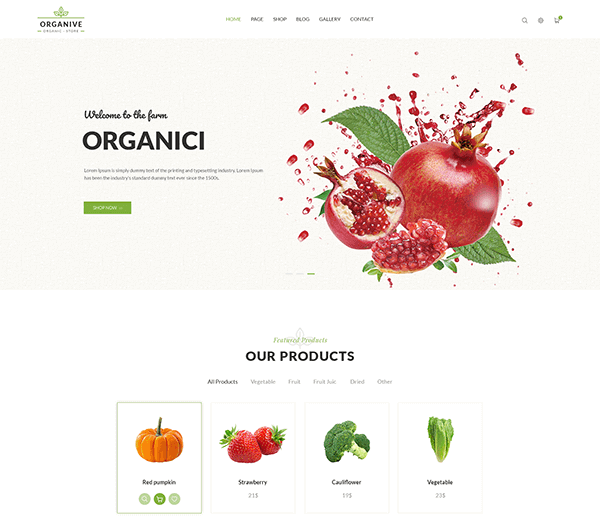 ORGANIVE
ORGANIC - STORE
HOME PAGE SHOP BLOG GALLERY CONTACT
Welcome to the farm
ORGANICI
Lorem Ipsum is simply dummy text of the printing and typesetting industry. Lorem Ipsum
has been the industry's standard dummy text ever since the 1500s.
SHOP NOW
Featured Products
OUR PRODUCTS
All Products Vegetable Fruit Fruit Juic Dried Other
Red pumpkin Strawberry Cauliflower Vegetable
21$ 19$ 23$